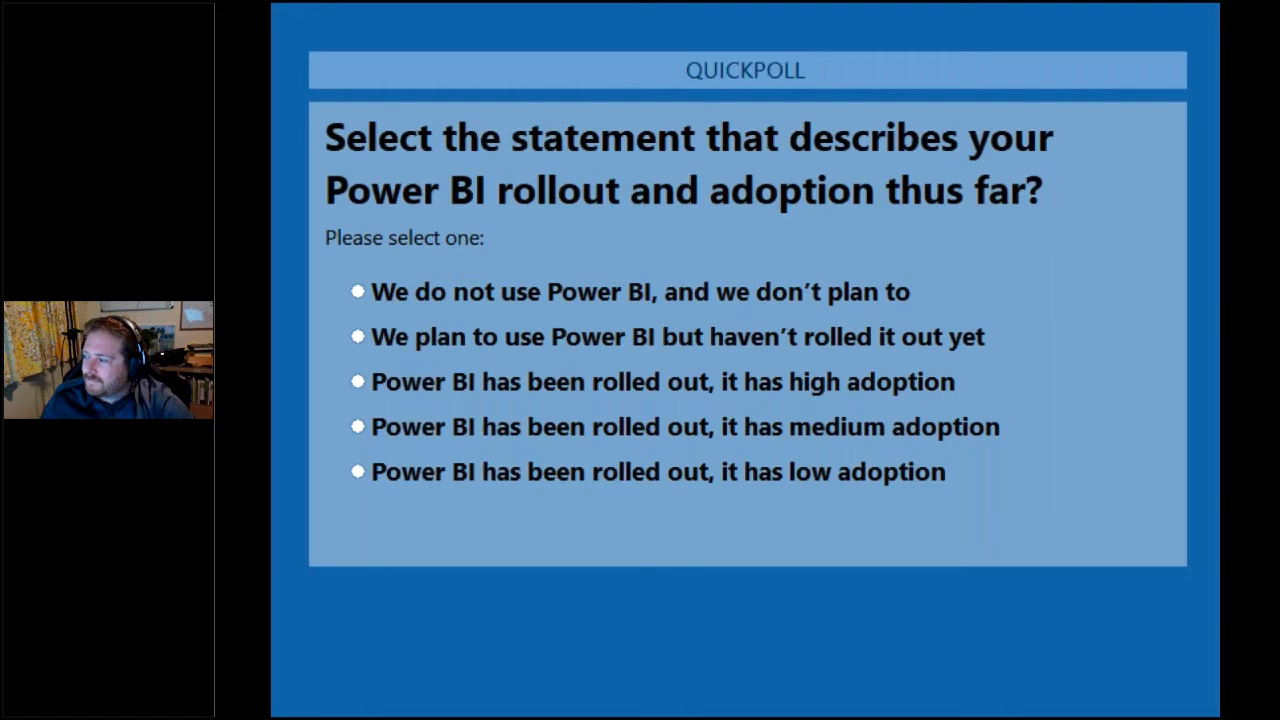 QUICKPOLL
Select the statement that describes your
Power BI rollout and adoption thus far?
Please select one:
We do not use Power BI, and we don’t plan to
We plan to use Power BI but haven’t rolled it out yet
Power BI has been rolled out, it has high adoption
Power BI has been rolled out, it has medium adoption
Power BI has been rolled out, it has low adoption